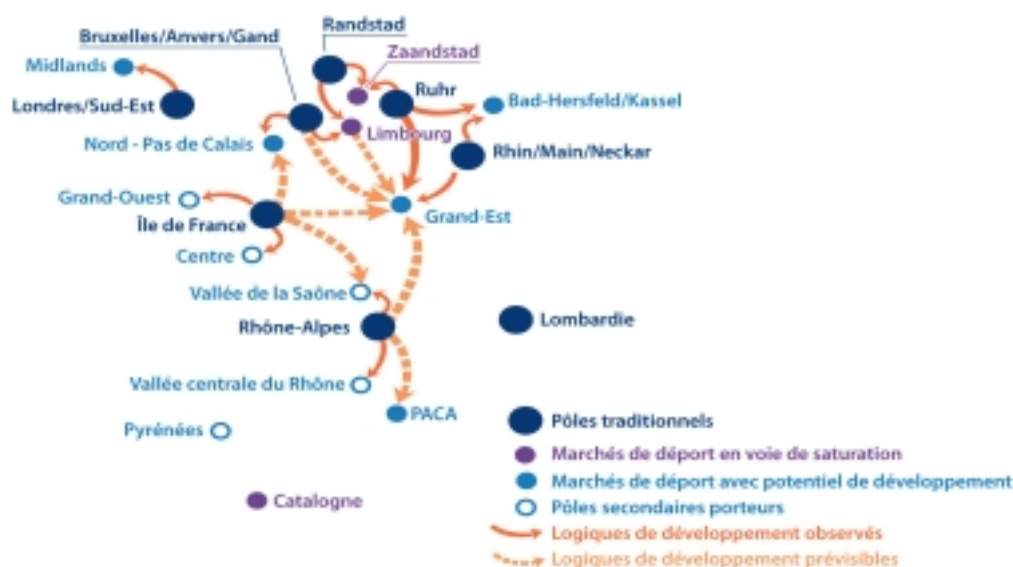 Randstad
Bruxelles/Anvers/Gand
Zaandstad
Midlands
Ruhr
Londres/Sud-Est
Bad-Hersfeld/Kassel
Limbourg
Nord - Pas de Calais
Rhin/Main/Neckar
Grand-Ouest
Grand-Est
Île de France
Centre
Vallée de la Saône
Rhône-Alpes
Lombardie
Vallée centrale du Rhône
PACA
Pyrénées
Catalogne
Pôles traditionnels
Marchés de déport en voie de saturation
Marchés de déport avec potentiel de développement
Pôles secondaires porteurs
Logiques de développement observés
Logiques de développement prévisibles